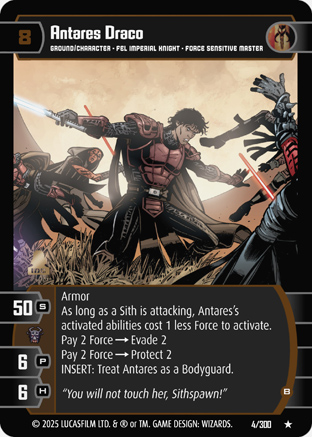 8
Antares Draco
GROUND/CHARACTER - FEL IMPERIAL KNIGHT - FORCE SENSITIVE MASTER
50 S
6 P
6 H
Armor
As long as a Sith is attacking, Antares's
activated abilities cost 1 less Force to activate.
Pay 2 Force → Evade 2
Pay 2 Force → Protect 2
INSERT: Treat Antares as a Bodyguard.
"You will not touch her, Sithspawn!"
B
© 2025 LUCASFILM LTD. & ® or TM. GAME DESIGN: WIZARDS. 4/300 ★